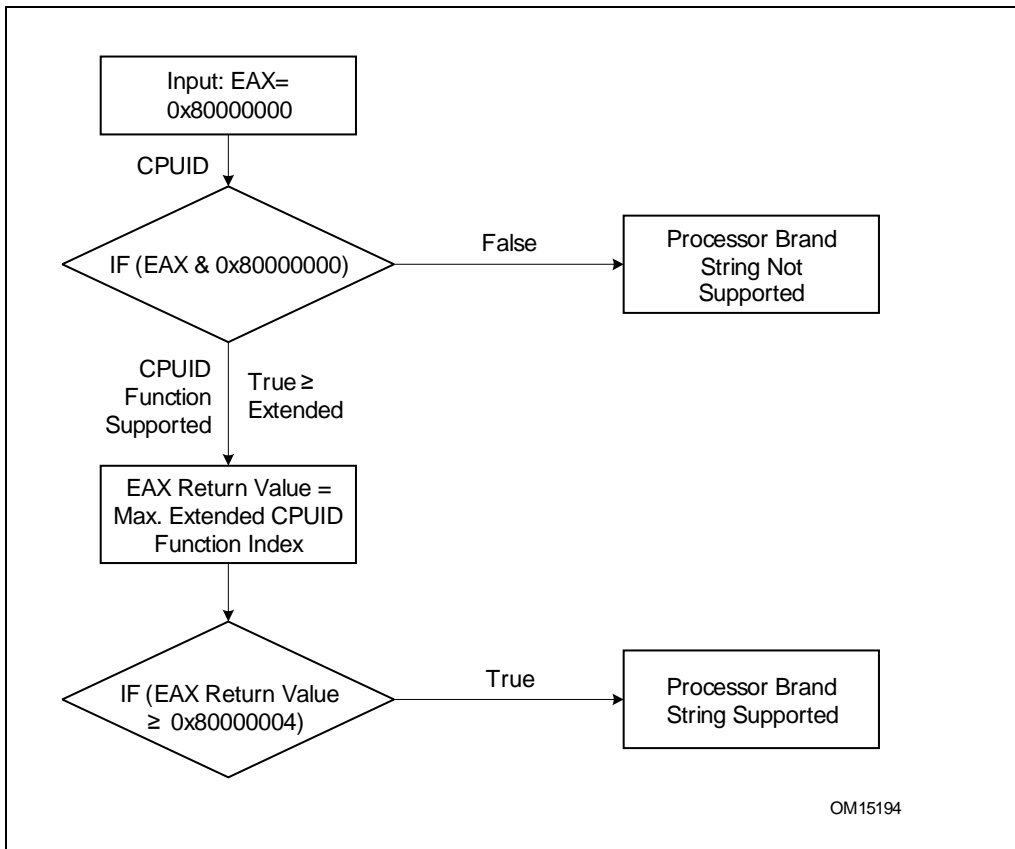 Input: EAX=
0x80000000
CPUID
IF (EAX & 0x80000000)
False
Processor Brand
String Not
Supported
CPUID
Function
Supported
True ≥
Extended
EAX Return Value =
Max. Extended CPUID
Function Index
IF (EAX Return Value
≥ 0x80000004)
True
Processor Brand
String Supported
OM15194